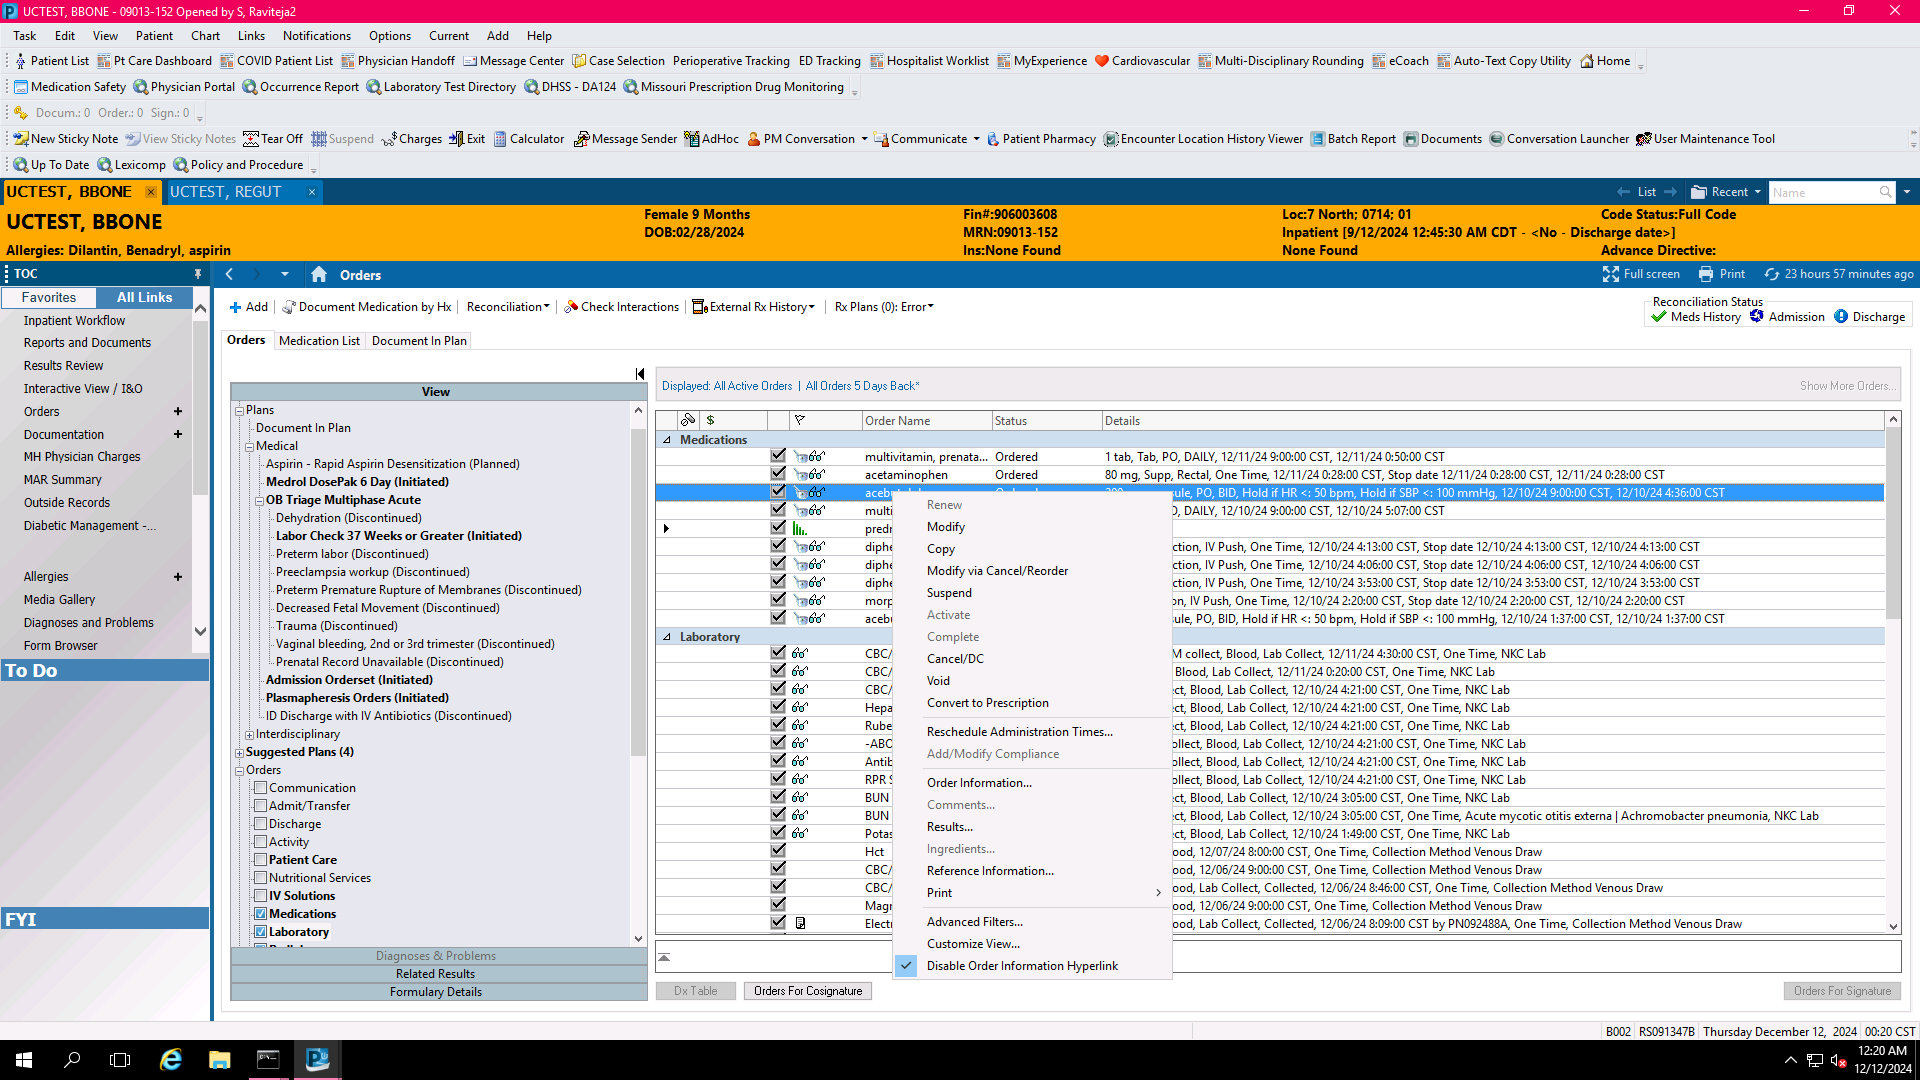 UCTEST, BBONE - 09013-152 Opened by S, Raviteja2
Task Edit View Patient Chart Links Notifications Options Current Add Help
Patient List Pt Care Dashboard COVID Patient List Physician Handoff Message Center Case Selection Perioperative Tracking ED Tracking Hospitalist Worklist MyExperience Cardiovascular Multi-Disciplinary Rounding eCoach Auto-Text Copy Utility Home
Medication Safety Physician Portal Occurrence Report Laboratory Test Directory DHSS - DA124 Missouri Prescription Drug Monitoring
Docum.: 0 Order.: 0 Sign.: 0
New Sticky Note View Sticky Notes Tear Off Suspend Charges Exit Calculator Message Sender AdHoc PM Conversation Communicate Patient Pharmacy Encounter Location History Viewer Batch Report Documents Conversation Launcher User Maintenance Tool
Up To Date Lexicomp Policy and Procedure
UCTEST, BBONE UCTEST, REGUT List Recent Name
UCTEST, BBONE
Allergies: Dilantin, Benadryl, aspirin
Female 9 Months
DOB:02/28/2024
Fin#:906003608
MRN:09013-152
Ins:None Found
Loc:7 North; 0714; 01
Inpatient [9/12/2024 12:45:30 AM CDT - <No - Discharge date>]
None Found
Code Status:Full Code
Advance Directive:
TOC
Favorites All Links
Inpatient Workflow
Reports and Documents
Results Review
Interactive View / I&O
Orders +
Documentation +
MH Physician Charges
MAR Summary
Outside Records
Diabetic Management -...
Allergies +
Media Gallery
Diagnoses and Problems
Form Browser
To Do
FYI
Orders
Full screen Print 23 hours 57 minutes ago
Add Document Medication by Hx Reconciliation Check Interactions External Rx History Rx Plans (0): Error
Reconciliation Status
Meds History Admission Discharge
Orders Medication List Document In Plan
View
Plans
Document In Plan
Medical
Aspirin - Rapid Aspirin Desensitization (Planned)
Medrol DosePak 6 Day (Initiated)
OB Triage Multiphase Acute
Dehydration (Discontinued)
Labor Check 37 Weeks or Greater (Initiated)
Preterm labor (Discontinued)
Preeclampsia workup (Discontinued)
Preterm Premature Rupture of Membranes (Discontinued)
Decreased Fetal Movement (Discontinued)
Trauma (Discontinued)
Vaginal bleeding, 2nd or 3rd trimester (Discontinued)
Prenatal Record Unavailable (Discontinued)
Admission Orderset (Initiated)
Plasmapheresis Orders (Initiated)
ID Discharge with IV Antibiotics (Discontinued)
Interdisciplinary
Suggested Plans (4)
Orders
Communication
Admit/Transfer
Discharge
Activity
Patient Care
Nutritional Services
IV Solutions
Medications
Laboratory
Diagnoses & Problems
Related Results
Formulary Details
Displayed: All Active Orders | All Orders 5 Days Back* Show More Orders...
$ Order Name Status Details
Medications
multivitamin, prenata... Ordered 1 tab, Tab, PO, DAILY, 12/11/24 9:00:00 CST, 12/11/24 0:50:00 CST
acetaminophen Ordered 80 mg, Supp, Rectal, One Time, 12/11/24 0:28:00 CST, Stop date 12/11/24 0:28:00 CST, 12/11/24 0:28:00 CST
sule, PO, BID, Hold if HR <: 50 bpm, Hold if SBP <: 100 mmHg, 12/10/24 9:00:00 CST, 12/10/24 4:36:00 CST
multi O, DAILY, 12/10/24 9:00:00 CST, 12/10/24 5:07:00 CST
predn
diphe ction, IV Push, One Time, 12/10/24 4:13:00 CST, Stop date 12/10/24 4:13:00 CST, 12/10/24 4:13:00 CST
diphe ction, IV Push, One Time, 12/10/24 4:06:00 CST, Stop date 12/10/24 4:06:00 CST, 12/10/24 4:06:00 CST
diphe ction, IV Push, One Time, 12/10/24 3:53:00 CST, Stop date 12/10/24 3:53:00 CST, 12/10/24 3:53:00 CST
morp on, IV Push, One Time, 12/10/24 2:20:00 CST, Stop date 12/10/24 2:20:00 CST, 12/10/24 2:20:00 CST
acebu sule, PO, BID, Hold if HR <: 50 bpm, Hold if SBP <: 100 mmHg, 12/10/24 1:37:00 CST, 12/10/24 1:37:00 CST
Laboratory
CBC/ M collect, Blood, Lab Collect, 12/11/24 4:30:00 CST, One Time, NKC Lab
CBC/ Blood, Lab Collect, 12/11/24 0:20:00 CST, One Time, NKC Lab
CBC/ ct, Blood, Lab Collect, 12/10/24 4:21:00 CST, One Time, NKC Lab
Hepa ct, Blood, Lab Collect, 12/10/24 4:21:00 CST, One Time, NKC Lab
Rube ct, Blood, Lab Collect, 12/10/24 4:21:00 CST, One Time, NKC Lab
-ABO ollect, Blood, Lab Collect, 12/10/24 4:21:00 CST, One Time, NKC Lab
Antib ollect, Blood, Lab Collect, 12/10/24 4:21:00 CST, One Time, NKC Lab
RPR S ollect, Blood, Lab Collect, 12/10/24 4:21:00 CST, One Time, NKC Lab
BUN ct, Blood, Lab Collect, 12/10/24 3:05:00 CST, One Time, NKC Lab
BUN ct, Blood, Lab Collect, 12/10/24 3:05:00 CST, One Time, Acute mycotic otitis externa | Achromobacter pneumonia, NKC Lab
Potas ct, Blood, Lab Collect, 12/10/24 1:49:00 CST, One Time, NKC Lab
Hct ood, 12/07/24 8:00:00 CST, One Time, Collection Method Venous Draw
CBC/ ood, 12/06/24 9:00:00 CST, One Time, Collection Method Venous Draw
CBC/ ood, Lab Collect, Collected, 12/06/24 8:46:00 CST, One Time, Collection Method Venous Draw
Magn ood, 12/06/24 9:00:00 CST, One Time, Collection Method Venous Draw
Electr ood, Lab Collect, Collected, 12/06/24 8:09:00 CST by PN092488A, One Time, Collection Method Venous Draw
Renew
Modify
Copy
Modify via Cancel/Reorder
Suspend
Activate
Complete
Cancel/DC
Void
Convert to Prescription
Reschedule Administration Times...
Add/Modify Compliance
Order Information...
Comments...
Results...
Ingredients...
Reference Information...
Print
Advanced Filters...
Customize View...
Disable Order Information Hyperlink
Dx Table Orders For Cosignature Orders For Signature
B002 RS091347B Thursday December 12, 2024 00:20 CST
12:20 AM
12/12/2024